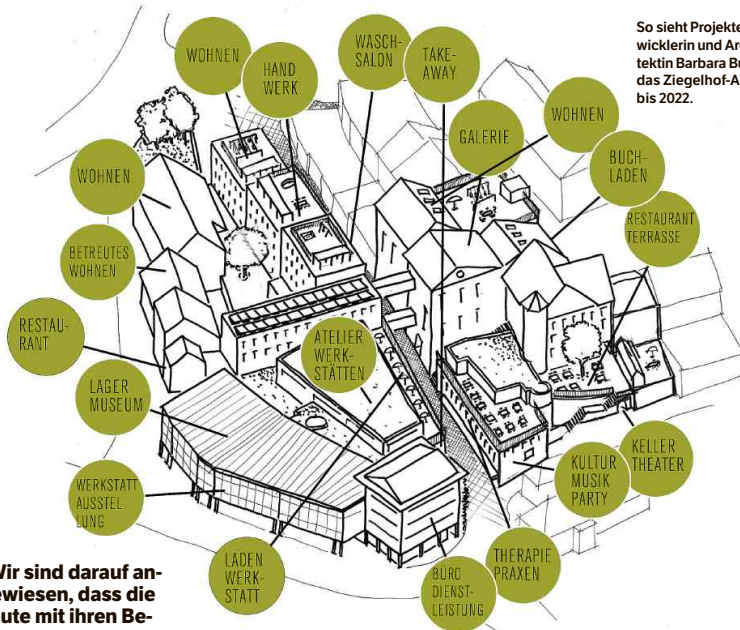 So sieht Projekte
wicklerin und Ar
tektin Barbara B
das Ziegelhof-A
bis 2022.
WOHNEN
HAND
WERK
WASCH-
SALON
TAKE-
AWAY
GALERIE
WOHNEN
BUCH-
LADEN
RESTAURANT
TERRASSE
WOHNEN
BETREUTES
WOHNEN
RESTAU-
RANT
LAGER
MUSEUM
WERKSTATT
AUSSTEL
LUNG
ATELIER
WERK-
STÄTTEN
LADEN
WERK-
STATT
BÜRO
DIENST-
LEISTUNG
THERAPIE
PRAXEN
KULTUR
MUSIK
PARTY
KELLER
THEATER
Wir sind darauf an-
ewiesen, dass die
eute mit ihren Be-